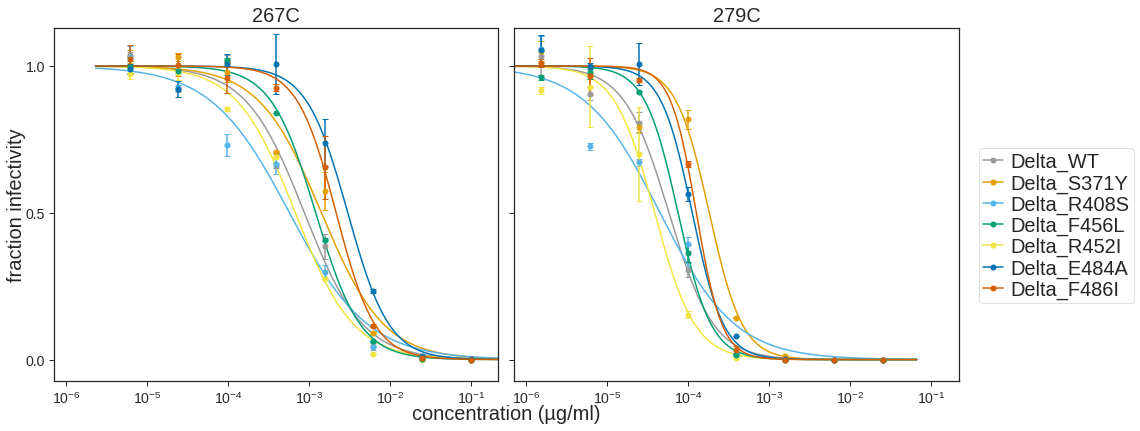 267C
279C
fraction infectivity
1.0
0.5
0.0
10⁻⁶ 10⁻⁵ 10⁻⁴ 10⁻³ 10⁻² 10⁻¹
10⁻⁶ 10⁻⁵ 10⁻⁴ 10⁻³ 10⁻² 10⁻¹
concentration (µg/ml)
Delta_WT
Delta_S371Y
Delta_R408S
Delta_F456L
Delta_R452I
Delta_E484A
Delta_F486I